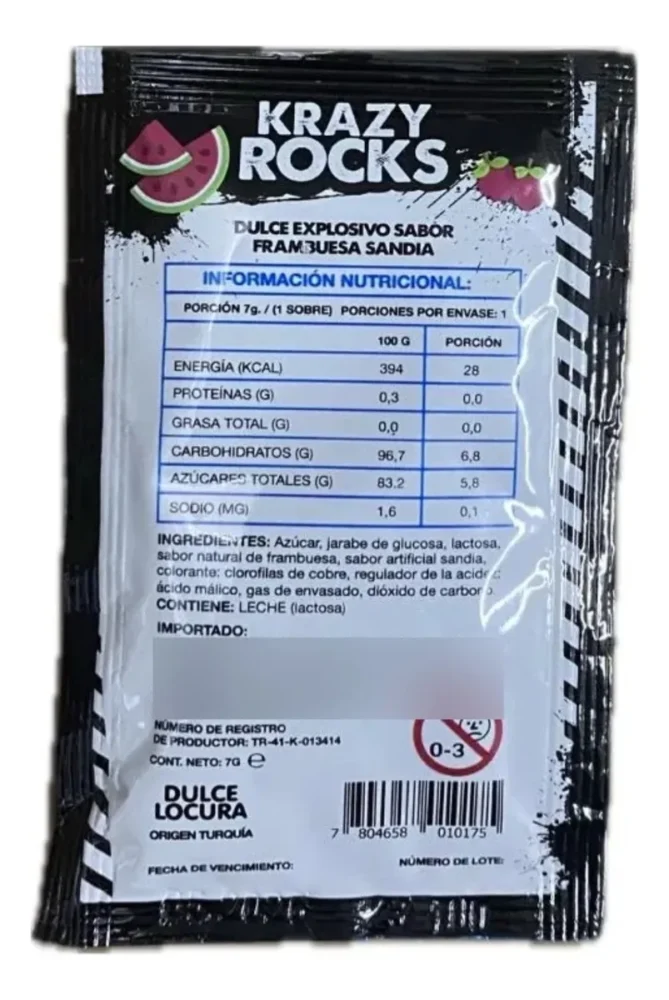 KRAZY
ROCKS
DULCE EXPLOSIVO SABOR
FRAMBUESA SANDIA
INFORMACIÓN NUTRICIONAL:
PORCIÓN 7g. / (1 SOBRE) PORCIONES POR ENVASE: 1
100 G PORCIÓN
ENERGÍA (KCAL) 394 28
PROTEÍNAS (G) 0,3 0,0
GRASA TOTAL (G) 0,0 0,0
CARBOHIDRATOS (G) 96,7 6,8
AZÚCARES TOTALES (G) 83.2 5,8
SODIO (MG) 1,6 0,1
INGREDIENTES: Azúcar, jarabe de glucosa, lactosa,
sabor natural de frambuesa, sabor artificial sandia,
colorante: clorofilas de cobre, regulador de la acidez:
ácido málico, gas de envasado, dióxido de carbono
CONTIENE: LECHE (lactosa)
IMPORTADO:
NÚMERO DE REGISTRO
DE PRODUCTOR: TR-41-K-013414
CONT. NETO: 7G ℮
0-3
DULCE
LOCURA
ORIGEN TURQUÍA
7 804658 010175
FECHA DE VENCIMIENTO:
NÚMERO DE LOTE: